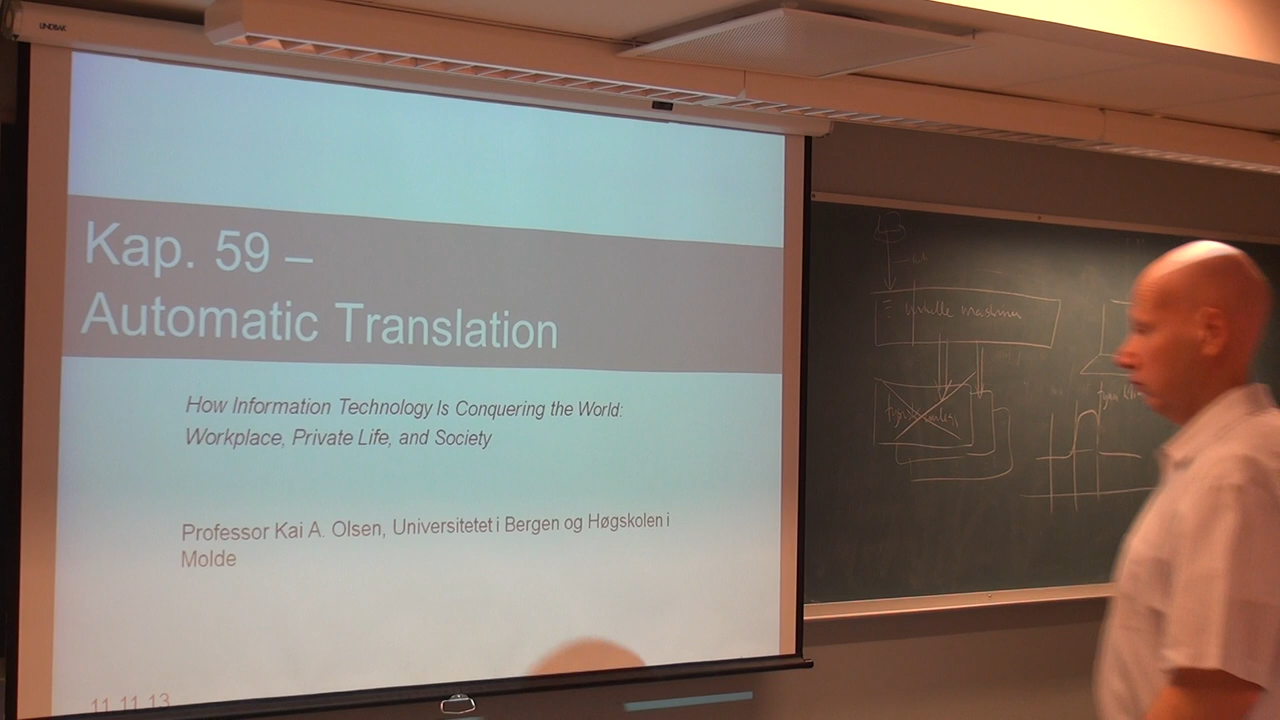 LINDBAK
Kap. 59 –
Automatic Translation
How Information Technology Is Conquering the World:
Workplace, Private Life, and Society
Professor Kai A. Olsen, Universitetet i Bergen og Høgskolen i
Molde
11.11.13